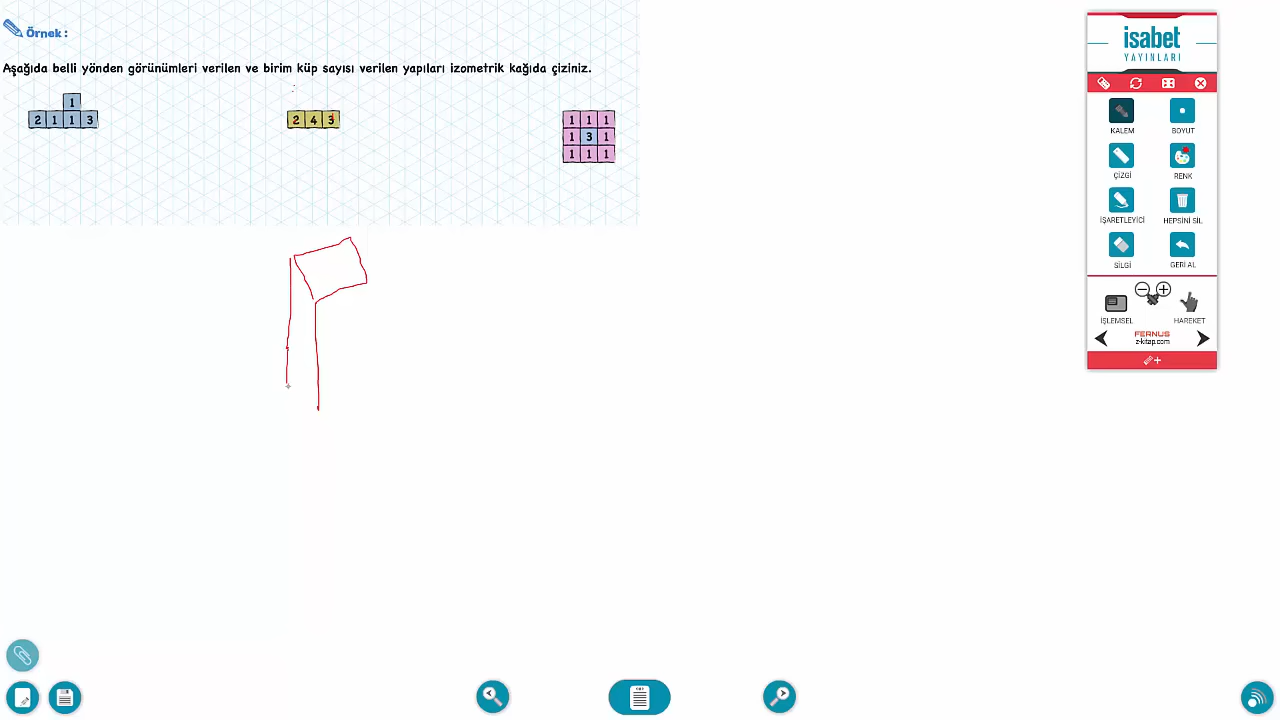 Örnek :
Aşağıda belli yönden görünümleri verilen ve birim küp sayısı verilen yapıları izometrik kağıda çiziniz.
1
2 1 1 3
2 4 3
1 1 1
1 3 1
1 1 1
isabet
YAYINLARI
KALEM BOYUT
ÇİZGİ RENK
İŞARETLEYİCİ HEPSİNİ SİL
SİLGİ GERİ AL
İŞLEMSEL HAREKET
FERNUS
z-kitap.com